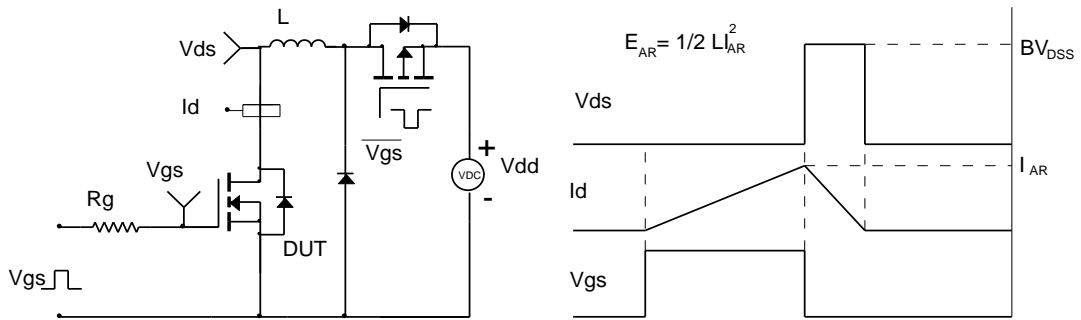 L
Vds
Id
Vgs
Vgs
Rg
DUT
Vgs
VDC
+
Vdd
-
E_AR = 1/2 LI_AR^2
Vds
BV_DSS
Id
I_AR
Vgs